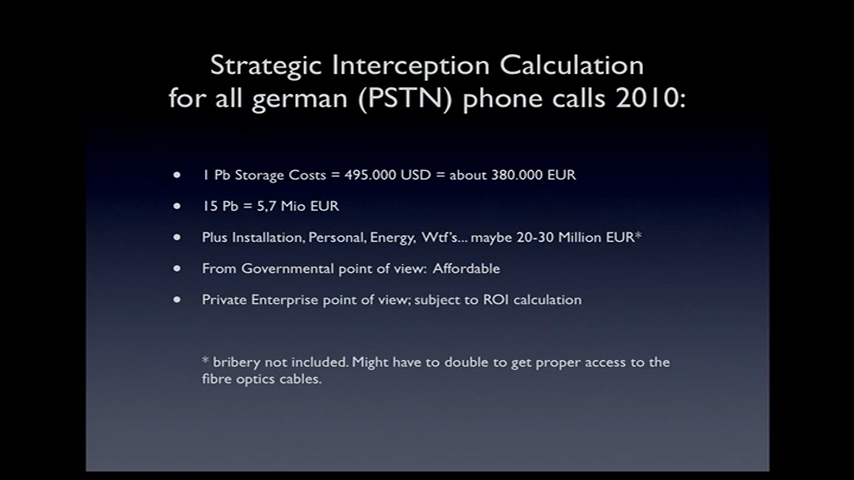 Strategic Interception Calculation
for all german (PSTN) phone calls 2010:
• 1 Pb Storage Costs = 495.000 USD = about 380.000 EUR
• 15 Pb = 5,7 Mio EUR
• Plus Installation, Personal, Energy, Wtf's... maybe 20-30 Million EUR*
• From Governmental point of view: Affordable
• Private Enterprise point of view; subject to ROI calculation
* bribery not included. Might have to double to get proper access to the
fibre optics cables.